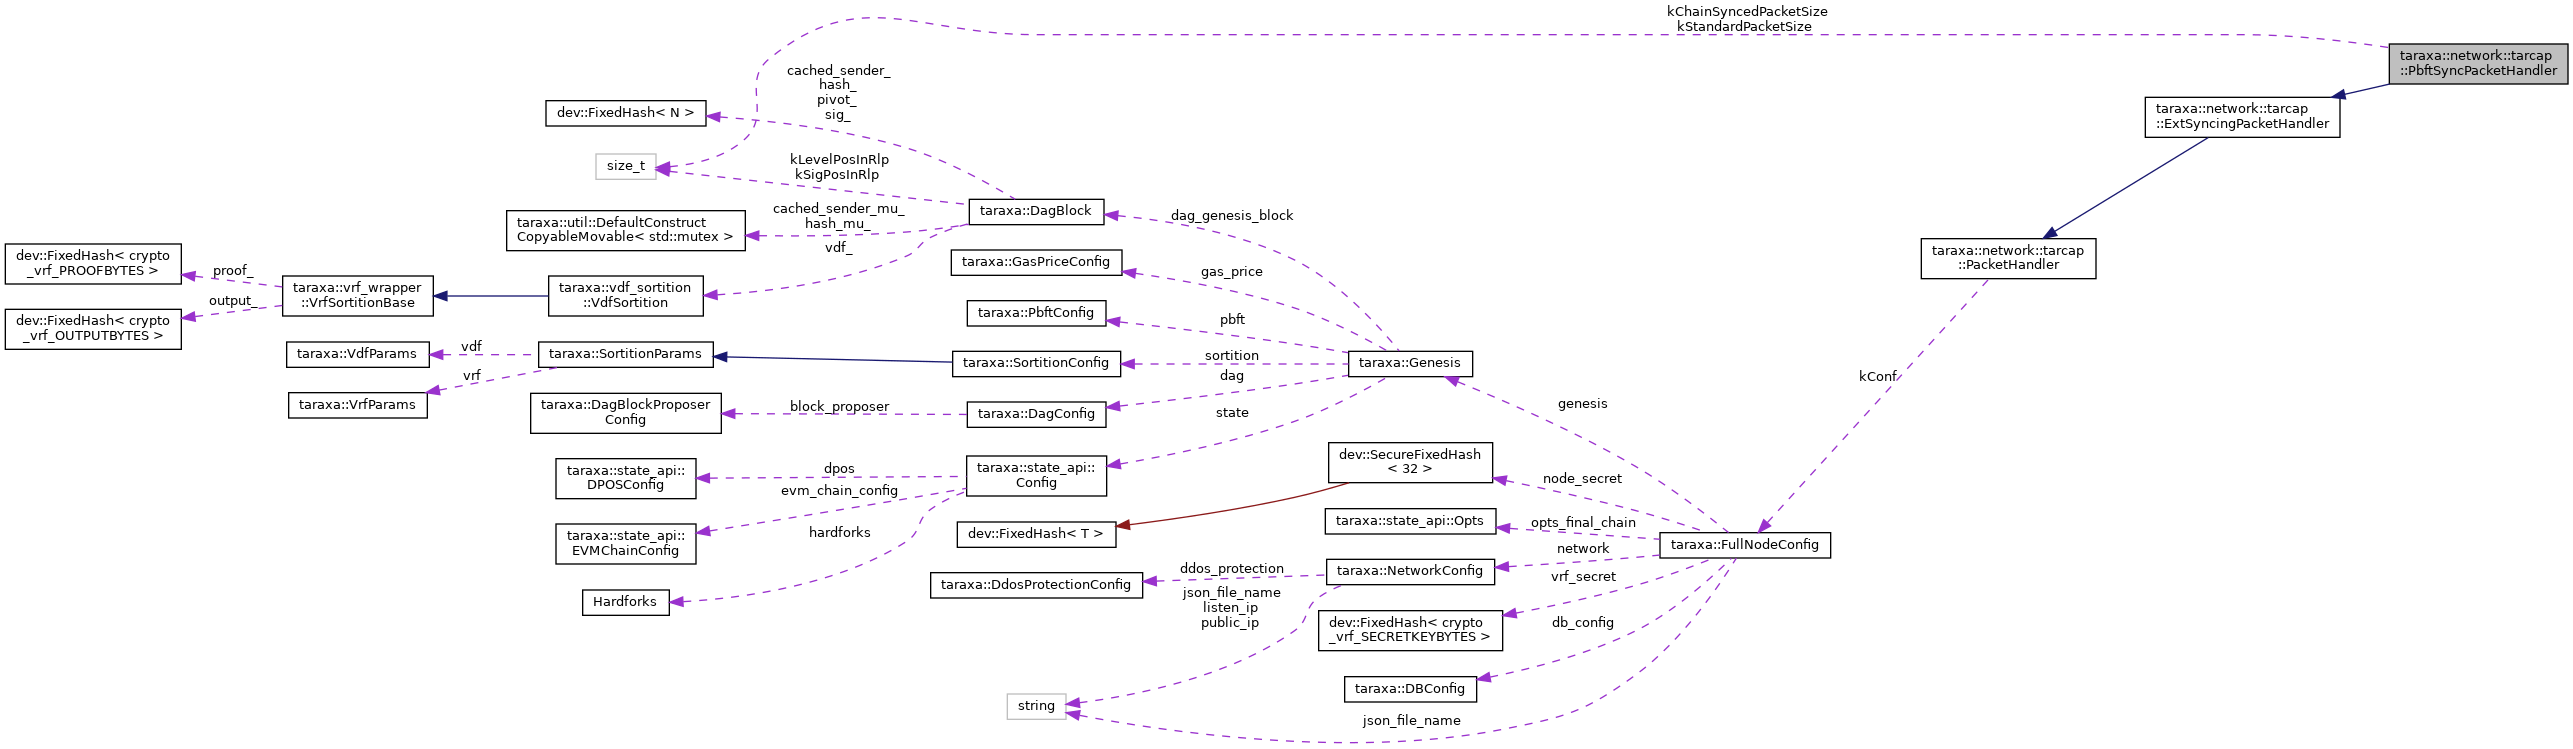 kChainSyncedPacketSize
kStandardPacketSize
taraxa::network::tarcap
::PbftSyncPacketHandler
cached_sender_
hash_
pivot_
sig_
dev::FixedHash< N >
taraxa::network::tarcap
::ExtSyncingPacketHandler
size_t
kLevelPosInRlp
kSigPosInRlp
taraxa::DagBlock
dag_genesis_block
taraxa::util::DefaultConstruct
CopyableMovable< std::mutex >
cached_sender_mu_
hash_mu_
vdf_
taraxa::network::tarcap
::PacketHandler
dev::FixedHash< crypto
_vrf_PROOFBYTES >
proof_
taraxa::GasPriceConfig
gas_price
taraxa::vrf_wrapper
::VrfSortitionBase
taraxa::vdf_sortition
::VdfSortition
output_
dev::FixedHash< crypto
_vrf_OUTPUTBYTES >
taraxa::PbftConfig
pbft
taraxa::VdfParams
vdf
taraxa::SortitionParams
taraxa::SortitionConfig
sortition
taraxa::Genesis
vrf
taraxa::VrfParams
dag
kConf
taraxa::DagBlockProposer
Config
block_proposer
taraxa::DagConfig
state
genesis
taraxa::state_api::
DPOSConfig
dpos
taraxa::state_api::
Config
dev::SecureFixedHash
< 32 >
node_secret
evm_chain_config
taraxa::state_api::
EVMChainConfig
hardforks
dev::FixedHash< T >
taraxa::state_api::Opts
opts_final_chain
taraxa::FullNodeConfig
network
taraxa::DdosProtectionConfig
ddos_protection
taraxa::NetworkConfig
vrf_secret
Hardforks
json_file_name
listen_ip
public_ip
dev::FixedHash< crypto
_vrf_SECRETKEYBYTES >
db_config
taraxa::DBConfig
string
json_file_name